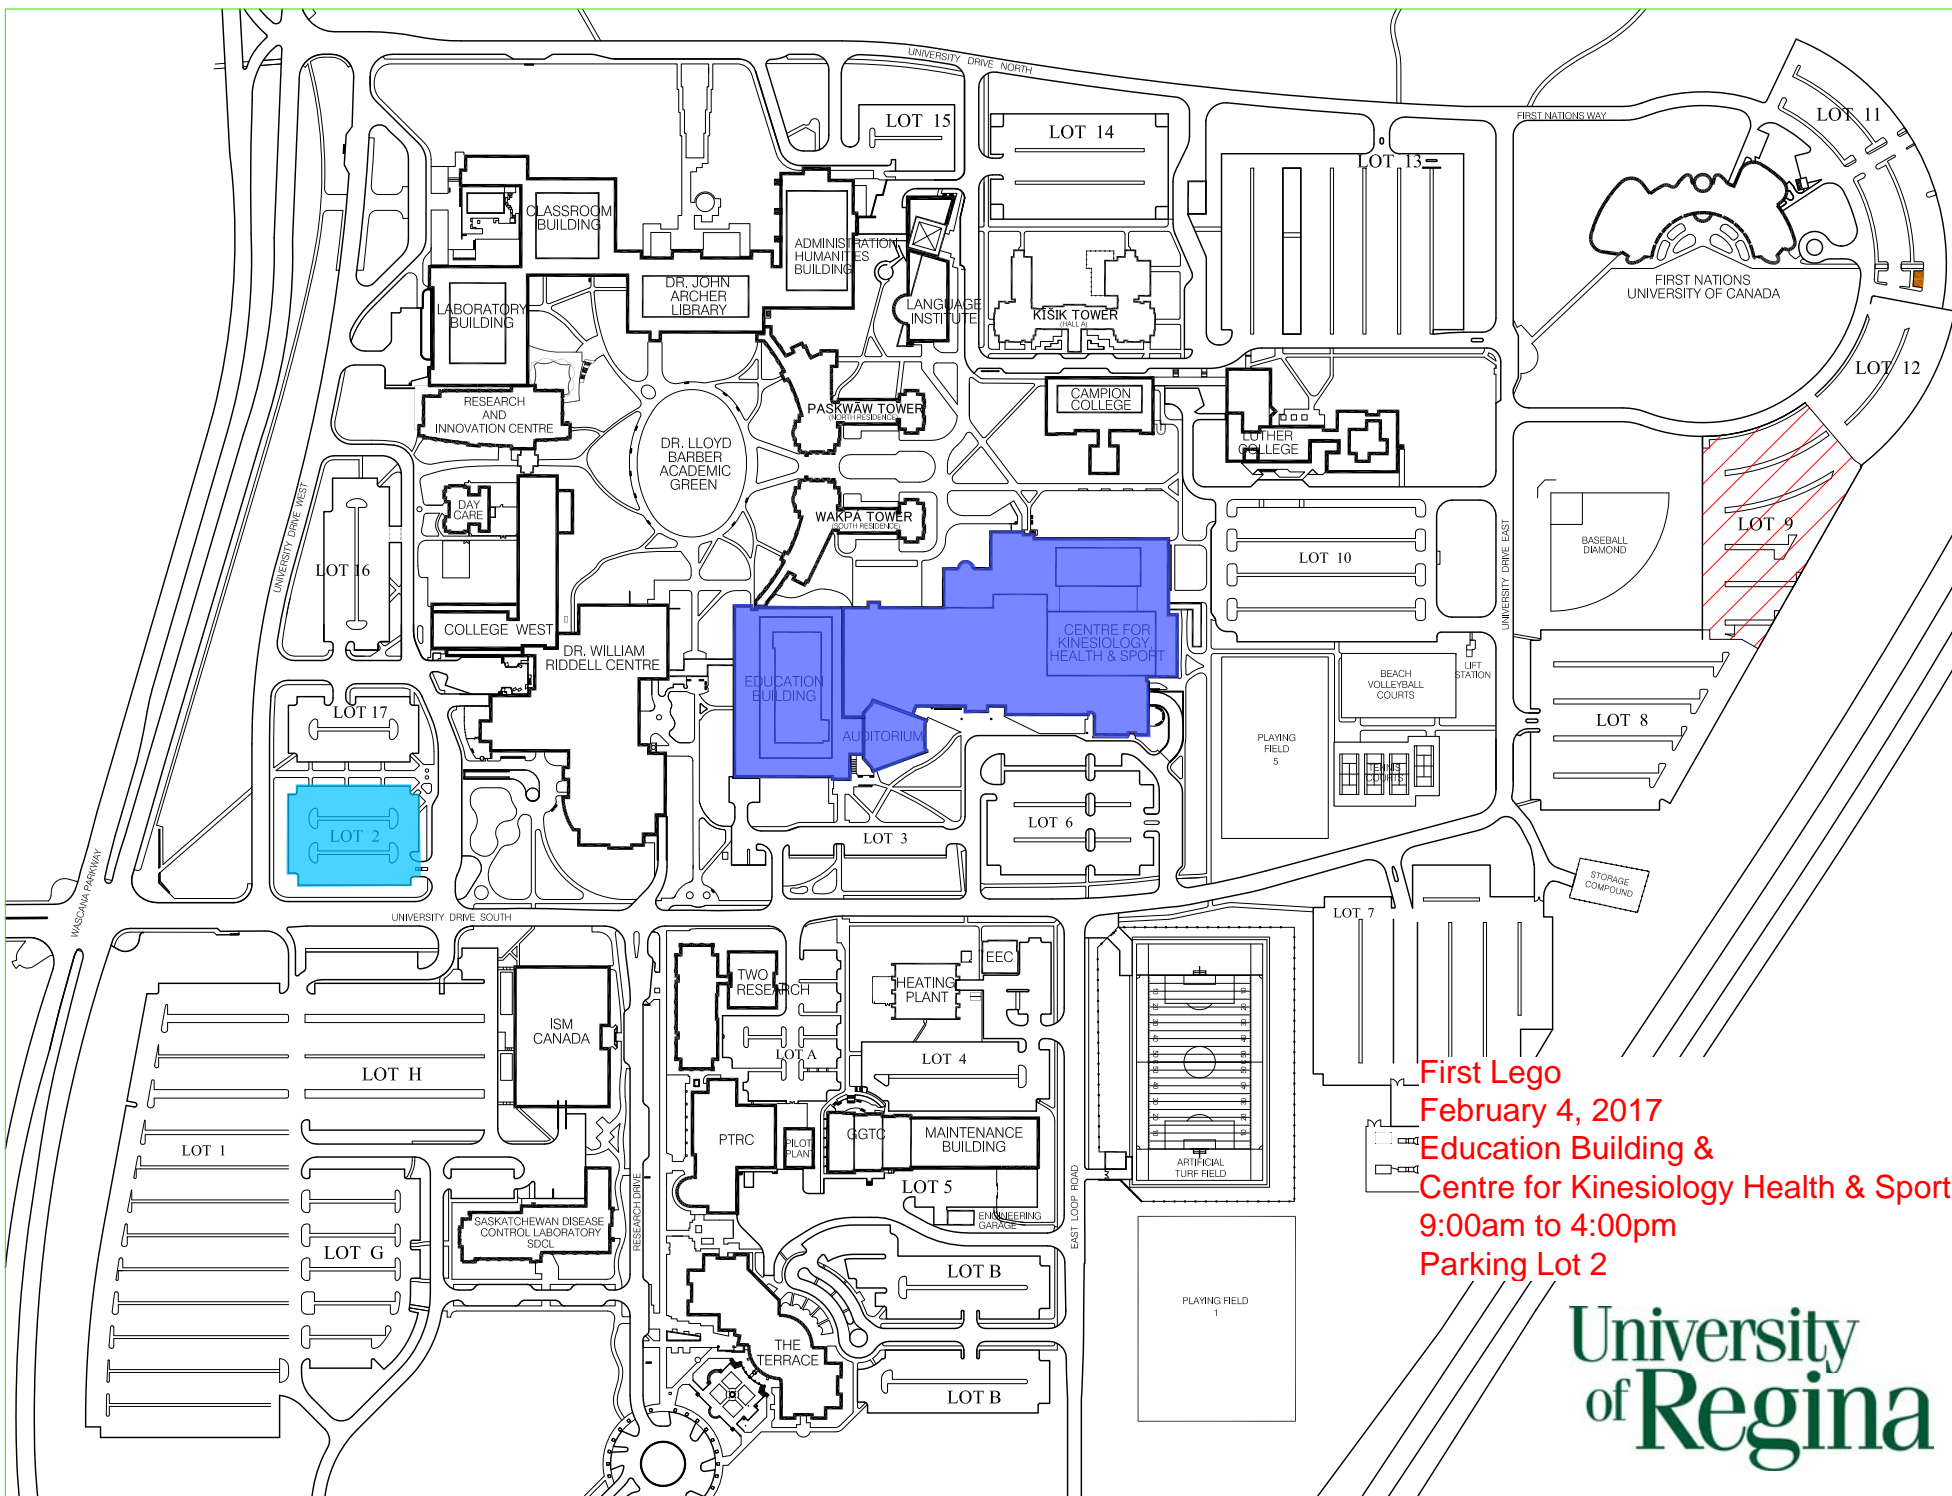 UNIVERSITY DRIVE NORTH
LOT 15
LOT 14
LOT 13
FIRST NATIONS WAY
LOT 11
CLASSROOM
BUILDING
ADMINISTRATION
HUMANITIES
BUILDING
DR. JOHN
ARCHER
LIBRARY
LABORATORY
BUILDING
LANGUAGE
INSTITUTE
KĪŠIK TOWER
(HALL A)
FIRST NATIONS
UNIVERSITY OF CANADA
LOT 12
RESEARCH
AND
INNOVATION CENTRE
PASKWĀW TOWER
(NORTH RESIDENCE)
CAMPION
COLLEGE
LUTHER
COLLEGE
DR. LLOYD
BARBER
ACADEMIC
GREEN
DAY
CARE
WAKPÁ TOWER
(SOUTH RESIDENCE)
UNIVERSITY DRIVE WEST
LOT 16
LOT 10
UNIVERSITY DRIVE EAST
BASEBALL
DIAMOND
LOT 9
COLLEGE WEST
DR. WILLIAM
RIDDELL CENTRE
EDUCATION
BUILDING
CENTRE FOR
KINESIOLOGY,
HEALTH & SPORT
AUDITORIUM
BEACH
VOLLEYBALL
COURTS
LIFT
STATION
LOT 8
LOT 17
PLAYING
FIELD
5
TENNIS
COURTS
LOT 2
LOT 3
LOT 6
WASCANA PARKWAY
UNIVERSITY DRIVE SOUTH
STORAGE
COMPOUND
LOT 7
TWO
RESEARCH
HEATING
PLANT
EEC
ISM
CANADA
LOT A
LOT 4
LOT H
LOT 1
PTRC
PILOT
PLANT
GGTC
MAINTENANCE
BUILDING
ARTIFICIAL
TURF FIELD
LOT 5
ENGINEERING
GARAGE
RESEARCH DRIVE
EAST LOOP ROAD
SASKATCHEWAN DISEASE
CONTROL LABORATORY
SDCL
LOT G
LOT B
THE
TERRACE
LOT B
PLAYING FIELD
1
First Lego
February 4, 2017
Education Building &
Centre for Kinesiology Health & Sport
9:00am to 4:00pm
Parking Lot 2
University
of Regina